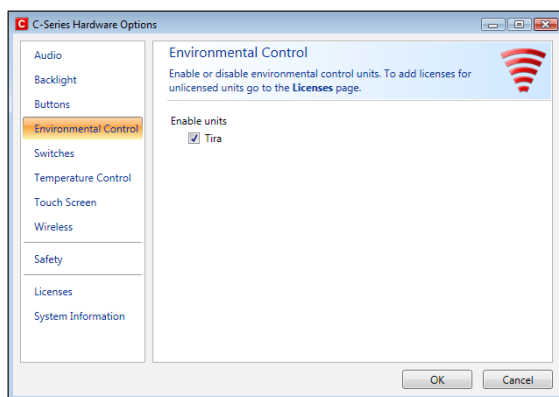 C C-Series Hardware Options
Audio
Backlight
Buttons
Environmental Control
Switches
Temperature Control
Touch Screen
Wireless
Safety
Licenses
System Information
Environmental Control
Enable or disable environmental control units. To add licenses for
unlicensed units go to the Licenses page.
Enable units
Tira
OK
Cancel